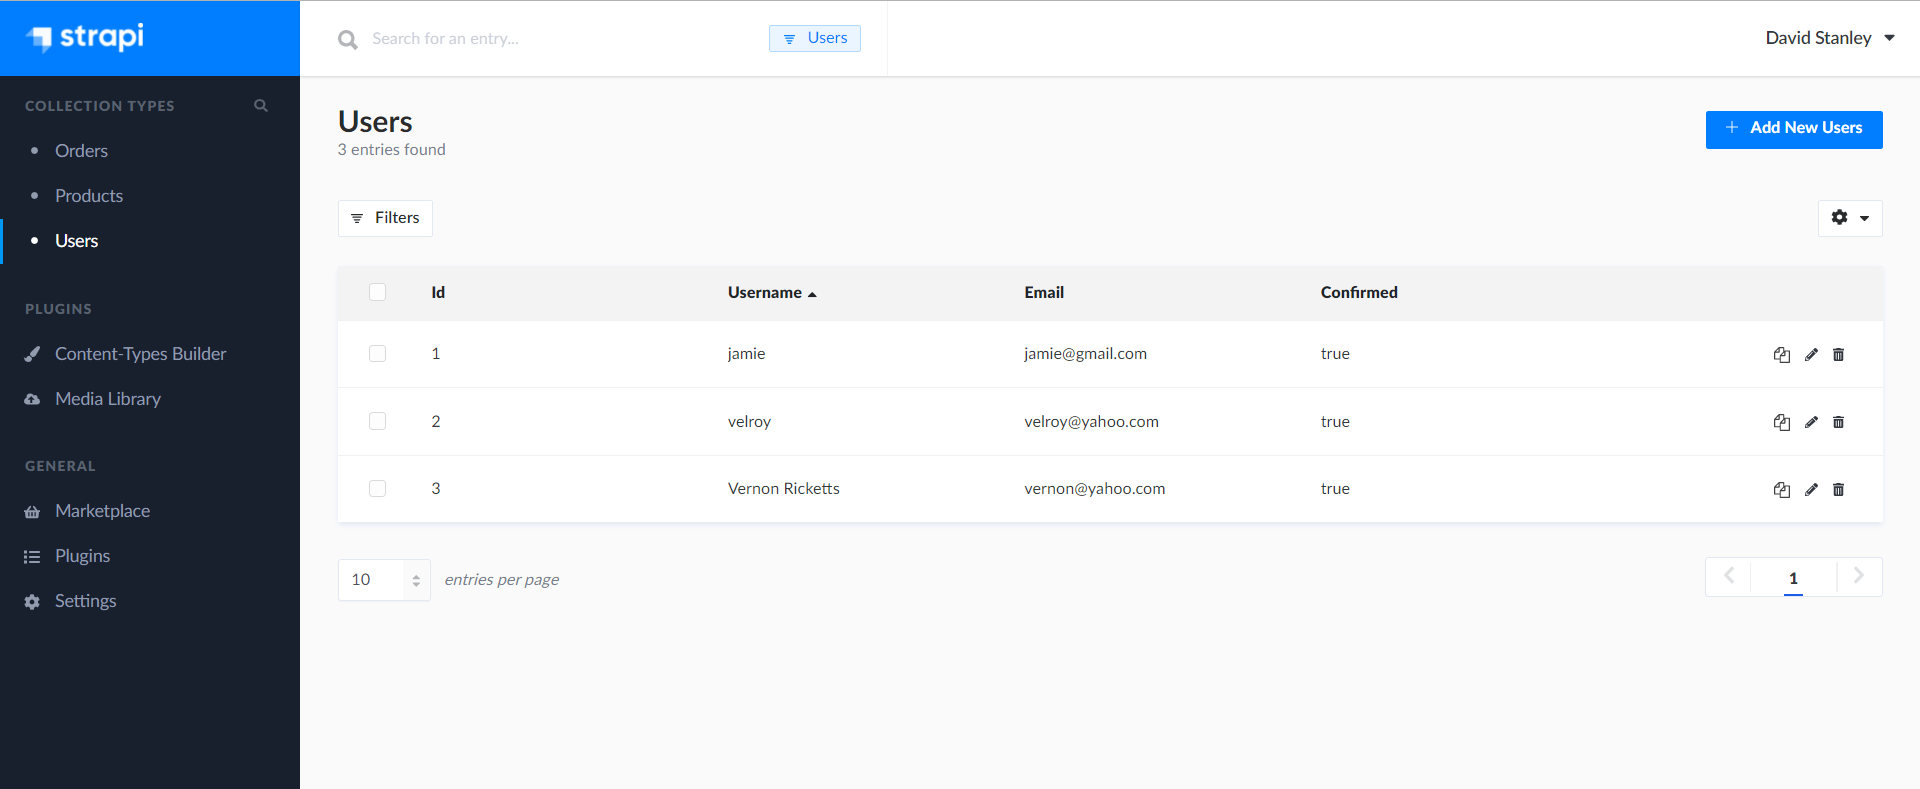 strapi
Search for an entry...
Users
David Stanley
COLLECTION TYPES
Orders
Products
Users
PLUGINS
Content-Types Builder
Media Library
GENERAL
Marketplace
Plugins
Settings
Users
3 entries found
Add New Users
Filters
Id Username Email Confirmed
1 jamie jamie@gmail.com true
2 velroy velroy@yahoo.com true
3 Vernon Ricketts vernon@yahoo.com true
10 entries per page
1